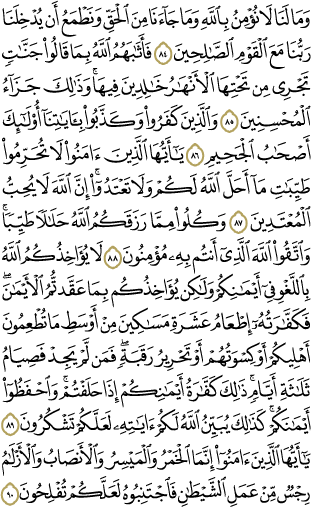 وَمَا لَنَا لَا نُؤْمِنُ بِٱللَّهِ وَمَا جَآءَنَا مِنَ ٱلْحَقِّ وَنَطْمَعُ أَن يُدْخِلَنَا
رَبُّنَا مَعَ ٱلْقَوْمِ ٱلصَّٰلِحِينَ ٨٤ فَأَثَٰبَهُمُ ٱللَّهُ بِمَا قَالُوا۟ جَنَّٰتٍ
تَجْرِى مِن تَحْتِهَا ٱلْأَنْهَٰرُ خَٰلِدِينَ فِيهَا ۚ وَذَٰلِكَ جَزَآءُ
ٱلْمُحْسِنِينَ ٨٥ وَٱلَّذِينَ كَفَرُوا۟ وَكَذَّبُوا۟ بِـَٔايَٰتِنَآ أُو۟لَٰٓئِكَ
أَصْحَٰبُ ٱلْجَحِيمِ ٨٦ يَٰٓأَيُّهَا ٱلَّذِينَ ءَامَنُوا۟ لَا تُحَرِّمُوا۟
طَيِّبَٰتِ مَآ أَحَلَّ ٱللَّهُ لَكُمْ وَلَا تَعْتَدُوٓا۟ ۚ إِنَّ ٱللَّهَ لَا يُحِبُّ
ٱلْمُعْتَدِينَ ٨٧ وَكُلُوا۟ مِمَّا رَزَقَكُمُ ٱللَّهُ حَلَٰلًا طَيِّبًا ۚ
وَٱتَّقُوا۟ ٱللَّهَ ٱلَّذِىٓ أَنتُم بِهِۦ مُؤْمِنُونَ ٨٨ لَا يُؤَاخِذُكُمُ ٱللَّهُ
بِٱللَّغْوِ فِىٓ أَيْمَٰنِكُمْ وَلَٰكِن يُؤَاخِذُكُم بِمَا عَقَّدتُّمُ ٱلْأَيْمَٰنَ ۖ
فَكَفَّٰرَتُهُۥٓ إِطْعَامُ عَشَرَةِ مَسَٰكِينَ مِنْ أَوْسَطِ مَا تُطْعِمُونَ
أَهْلِيكُمْ أَوْ كِسْوَتُهُمْ أَوْ تَحْرِيرُ رَقَبَةٍ ۖ فَمَن لَّمْ يَجِدْ فَصِيَامُ
ثَلَٰثَةِ أَيَّامٍ ۚ ذَٰلِكَ كَفَّٰرَةُ أَيْمَٰنِكُمْ إِذَا حَلَفْتُمْ ۚ وَٱحْفَظُوٓا۟
أَيْمَٰنَكُمْ ۚ كَذَٰلِكَ يُبَيِّنُ ٱللَّهُ لَكُمْ ءَايَٰتِهِۦ لَعَلَّكُمْ تَشْكُرُونَ ٨٩
يَٰٓأَيُّهَا ٱلَّذِينَ ءَامَنُوٓا۟ إِنَّمَا ٱلْخَمْرُ وَٱلْمَيْسِرُ وَٱلْأَنصَابُ وَٱلْأَزْلَٰمُ
رِجْسٌ مِّنْ عَمَلِ ٱلشَّيْطَٰنِ فَٱجْتَنِبُوهُ لَعَلَّكُمْ تُفْلِحُونَ ٩٠